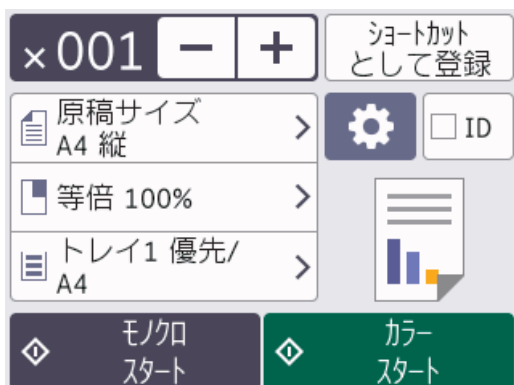 ×001 − +
ショートカット
として登録
原稿サイズ
A4 縦
ID
等倍 100%
トレイ1 優先/
A4
モノクロ
スタート
カラー
スタート